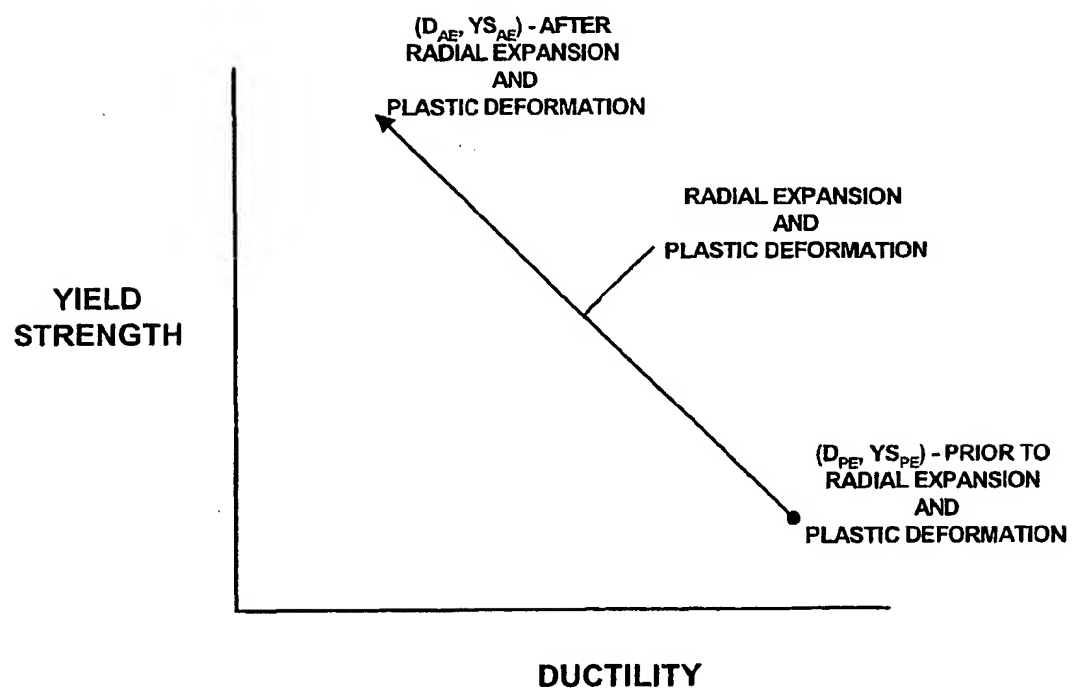 (D_AE, YS_AE) - AFTER
RADIAL EXPANSION
AND
PLASTIC DEFORMATION
RADIAL EXPANSION
AND
PLASTIC DEFORMATION
YIELD
STRENGTH
(D_PE, YS_PE) - PRIOR TO
RADIAL EXPANSION
AND
PLASTIC DEFORMATION
DUCTILITY